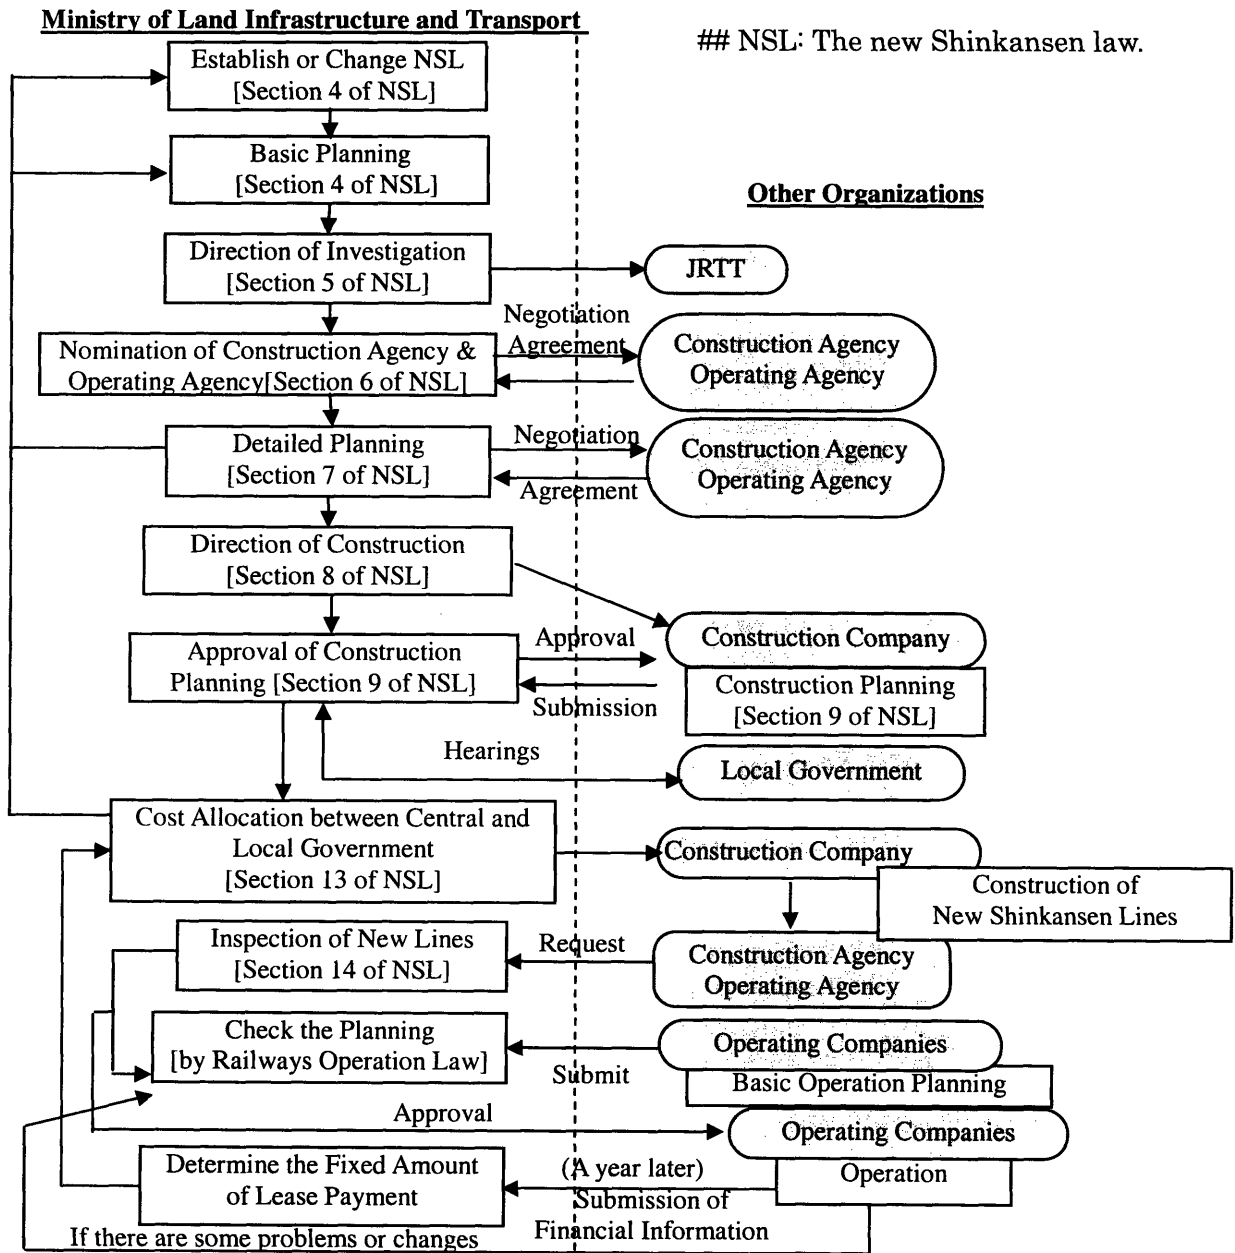 Ministry of Land Infrastructure and Transport
## NSL: The new Shinkansen law.
Establish or Change NSL
[Section 4 of NSL]
Basic Planning
[Section 4 of NSL]
Other Organizations
Direction of Investigation
[Section 5 of NSL]
JRTT
Negotiation
Agreement
Nomination of Construction Agency &
Operating Agency[Section 6 of NSL]
Construction Agency
Operating Agency
Detailed Planning
[Section 7 of NSL]
Negotiation
Agreement
Construction Agency
Operating Agency
Direction of Construction
[Section 8 of NSL]
Approval of Construction
Planning [Section 9 of NSL]
Approval
Submission
Construction Company
Construction Planning
[Section 9 of NSL]
Hearings
Local Government
Cost Allocation between Central and
Local Government
[Section 13 of NSL]
Construction Company
Construction of
New Shinkansen Lines
Inspection of New Lines
[Section 14 of NSL]
Request
Construction Agency
Operating Agency
Check the Planning
[by Railways Operation Law]
Submit
Operating Companies
Basic Operation Planning
Approval
Operating Companies
Operation
Determine the Fixed Amount
of Lease Payment
(A year later)
Submission of
Financial Information
If there are some problems or changes